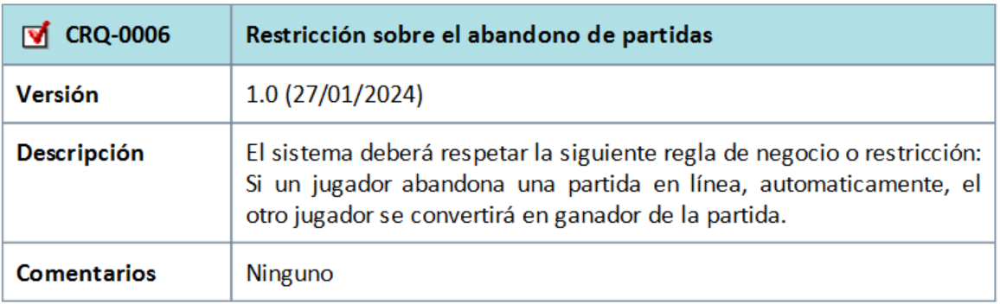 CRQ-0006 Restricción sobre el abandono de partidas
Versión 1.0 (27/01/2024)
Descripción El sistema deberá respetar la siguiente regla de negocio o restricción:
Si un jugador abandona una partida en línea, automaticamente, el
otro jugador se convertirá en ganador de la partida.
Comentarios Ninguno